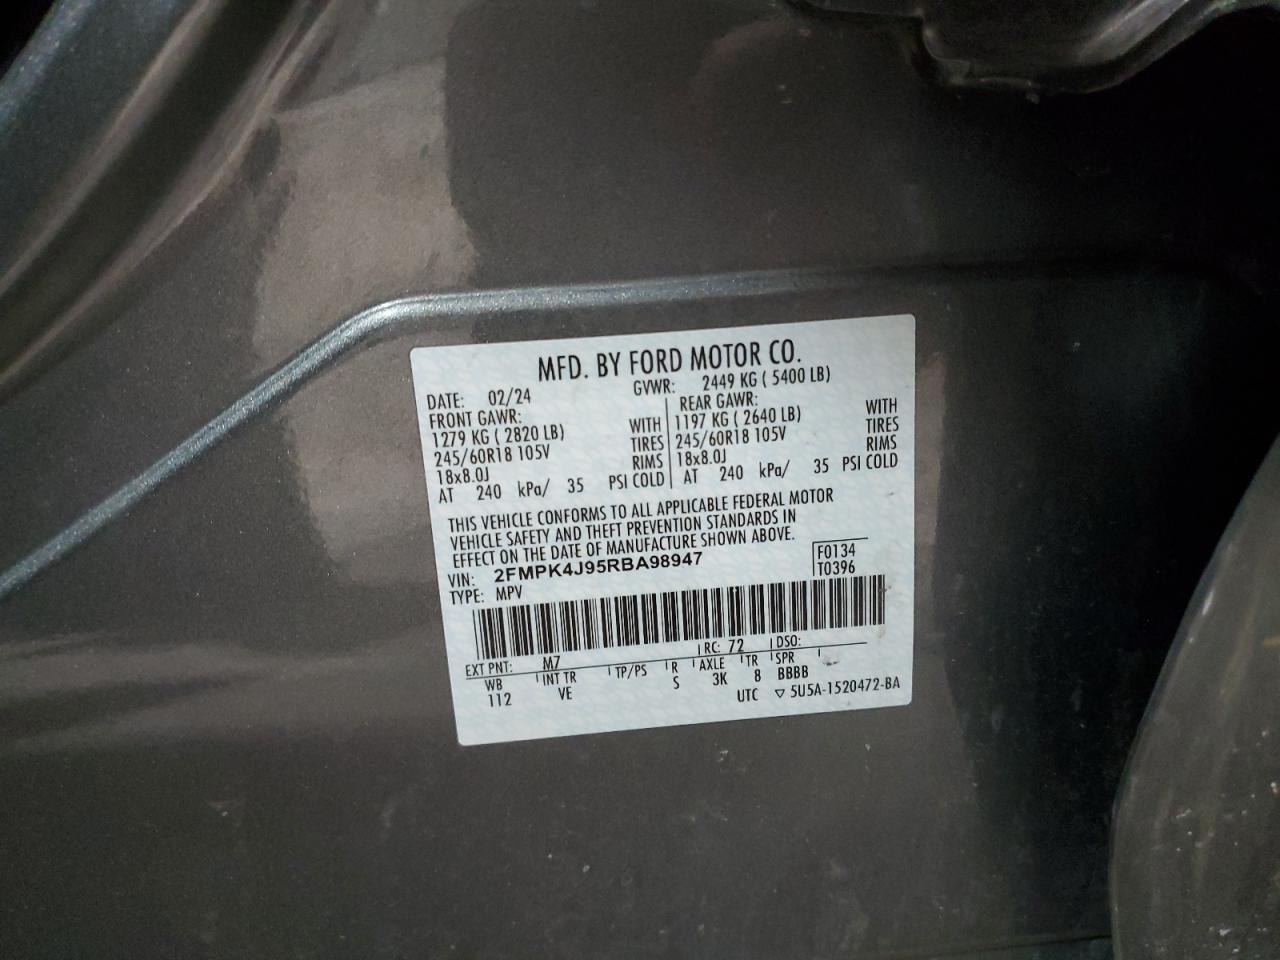 MFD. BY FORD MOTOR CO.
DATE: 02/24 GVWR: 2449 KG ( 5400 LB)
FRONT GAWR: REAR GAWR:
1279 KG ( 2820 LB) WITH 1197 KG ( 2640 LB) WITH
245/60R18 105V TIRES 245/60R18 105V TIRES
18x8.0J RIMS 18x8.0J RIMS
AT 240 kPa/ 35 PSI COLD AT 240 kPa/ 35 PSI COLD
THIS VEHICLE CONFORMS TO ALL APPLICABLE FEDERAL MOTOR
VEHICLE SAFETY AND THEFT PREVENTION STANDARDS IN
EFFECT ON THE DATE OF MANUFACTURE SHOWN ABOVE.
VIN: 2FMPK4J95RBA98947 F0134
TYPE: MPV T0396
EXT PNT: M7 RC: 72 DSO:
WB INT TR TP/PS R AXLE TR SPR
112 VE S 3K 8 BBBB
UTC ▽ 5U5A-1520472-BA